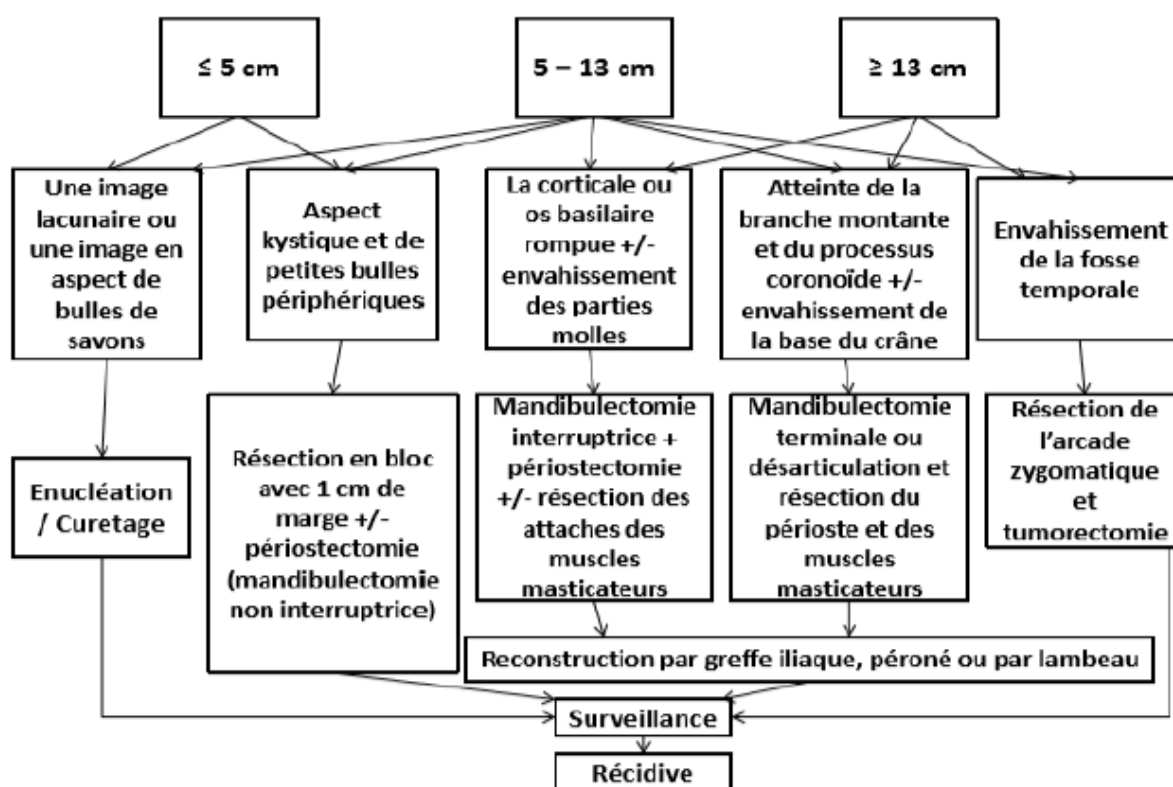 ≤ 5 cm
5 – 13 cm
≥ 13 cm
Une image
lacunaire ou
une image en
aspect de
bulles de
savons
Aspect
kystique et de
petites bulles
périphériques
La corticale ou
os basilaire
rompue +/-
envahissement
des parties
molles
Atteinte de la
branche montante
et du processus
coronoïde +/-
envahissement de
la base du crâne
Envahissement
de la fosse
temporale
Enucléation
/ Curetage
Résection en bloc
avec 1 cm de
marge +/-
périostectomie
(mandibulectomie
non interruptrice)
Mandibulectomie
interruptrice +
périostectomie
+/- résection des
attaches des
muscles
masticateurs
Mandibulectomie
terminale ou
désarticulation et
résection du
périoste et des
muscles
masticateurs
Résection de
l’arcade
zygomatique
et
tumorectomie
Reconstruction par greffe iliaque, péroné ou par lambeau
Surveillance
Récidive